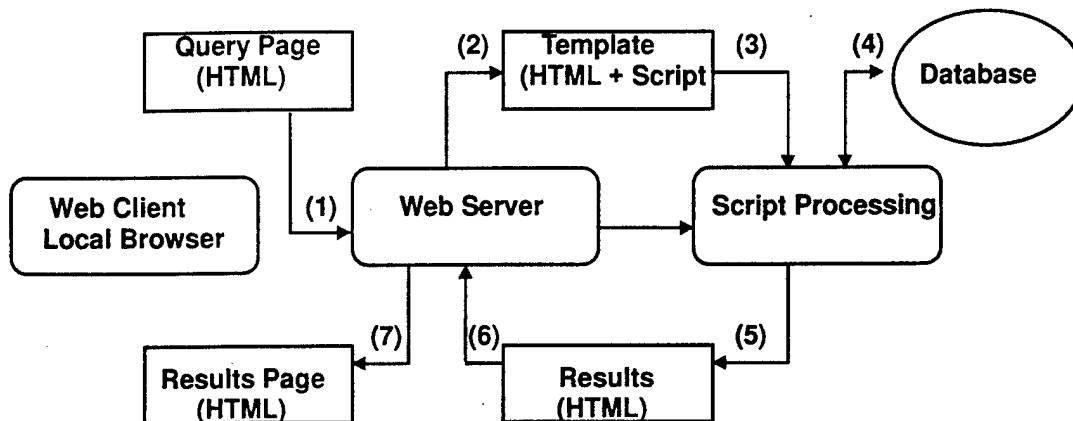 Query Page
(HTML)
(2)
Template
(HTML + Script
(3)
(4)
Database
Web Client
Local Browser
(1)
Web Server
Script Processing
(7)
(6)
(5)
Results Page
(HTML)
Results
(HTML)